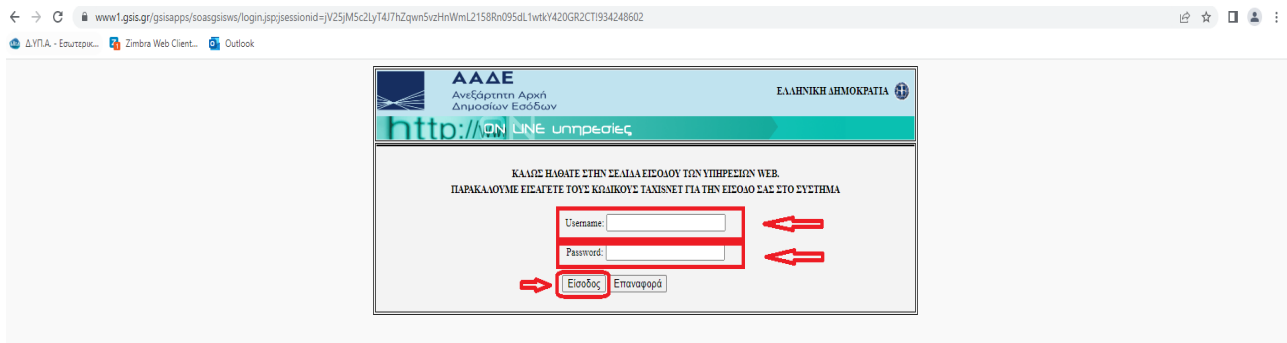 www1.gsis.gr/gsisapps/soasgsisws/login.jsp;jsessionid=jV25jM5c2LyT4J7hZqwn5vzHnWmL2158Rn095dL1wtkY420GR2CT!934248602
Δ.ΥΠ.Α. - Εσωτερικ... Zimbra Web Client... Outlook
ΑΑΔΕ
Ανεξάρτητη Αρχή
Δημοσίων Εσόδων
ΕΛΛΗΝΙΚΗ ΔΗΜΟΚΡΑΤΙΑ
http:// ON LINE υπηρεσίες
ΚΑΛΩΣ ΗΛΘΑΤΕ ΣΤΗΝ ΣΕΛΙΔΑ ΕΙΣΟΔΟΥ ΤΩΝ ΥΠΗΡΕΣΙΩΝ WEB.
ΠΑΡΑΚΑΛΟΥΜΕ ΕΙΣΑΓΕΤΕ ΤΟΥΣ ΚΩΔΙΚΟΥΣ TAXISNET ΓΙΑ ΤΗΝ ΕΙΣΟΔΟ ΣΑΣ ΣΤΟ ΣΥΣΤΗΜΑ
Username:
Password:
Είσοδος Επαναφορά